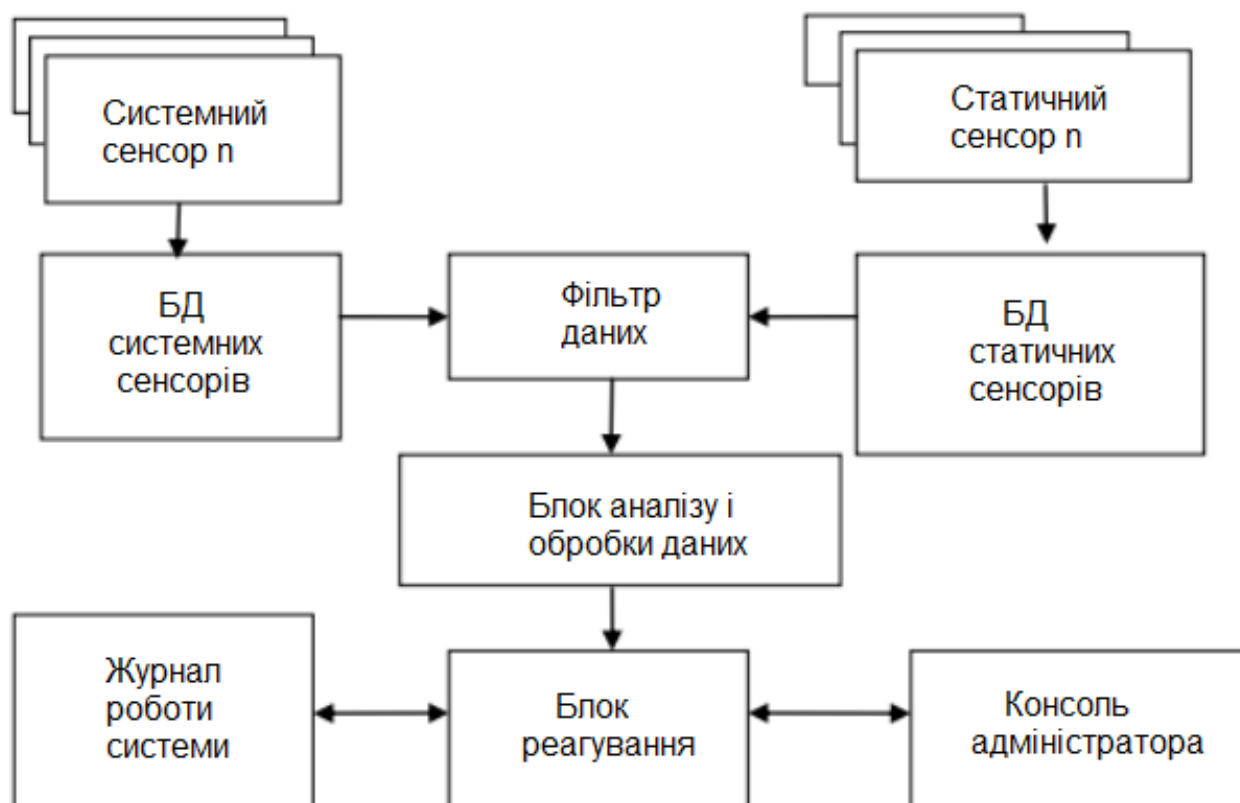 Системний
сенсор n
Статичний
сенсор n
БД
системних
сенсорів
Фільтр
даних
БД
статичних
сенсорів
Блок аналізу і
обробки даних
Журнал
роботи
системи
Блок
реагування
Консоль
адміністратора